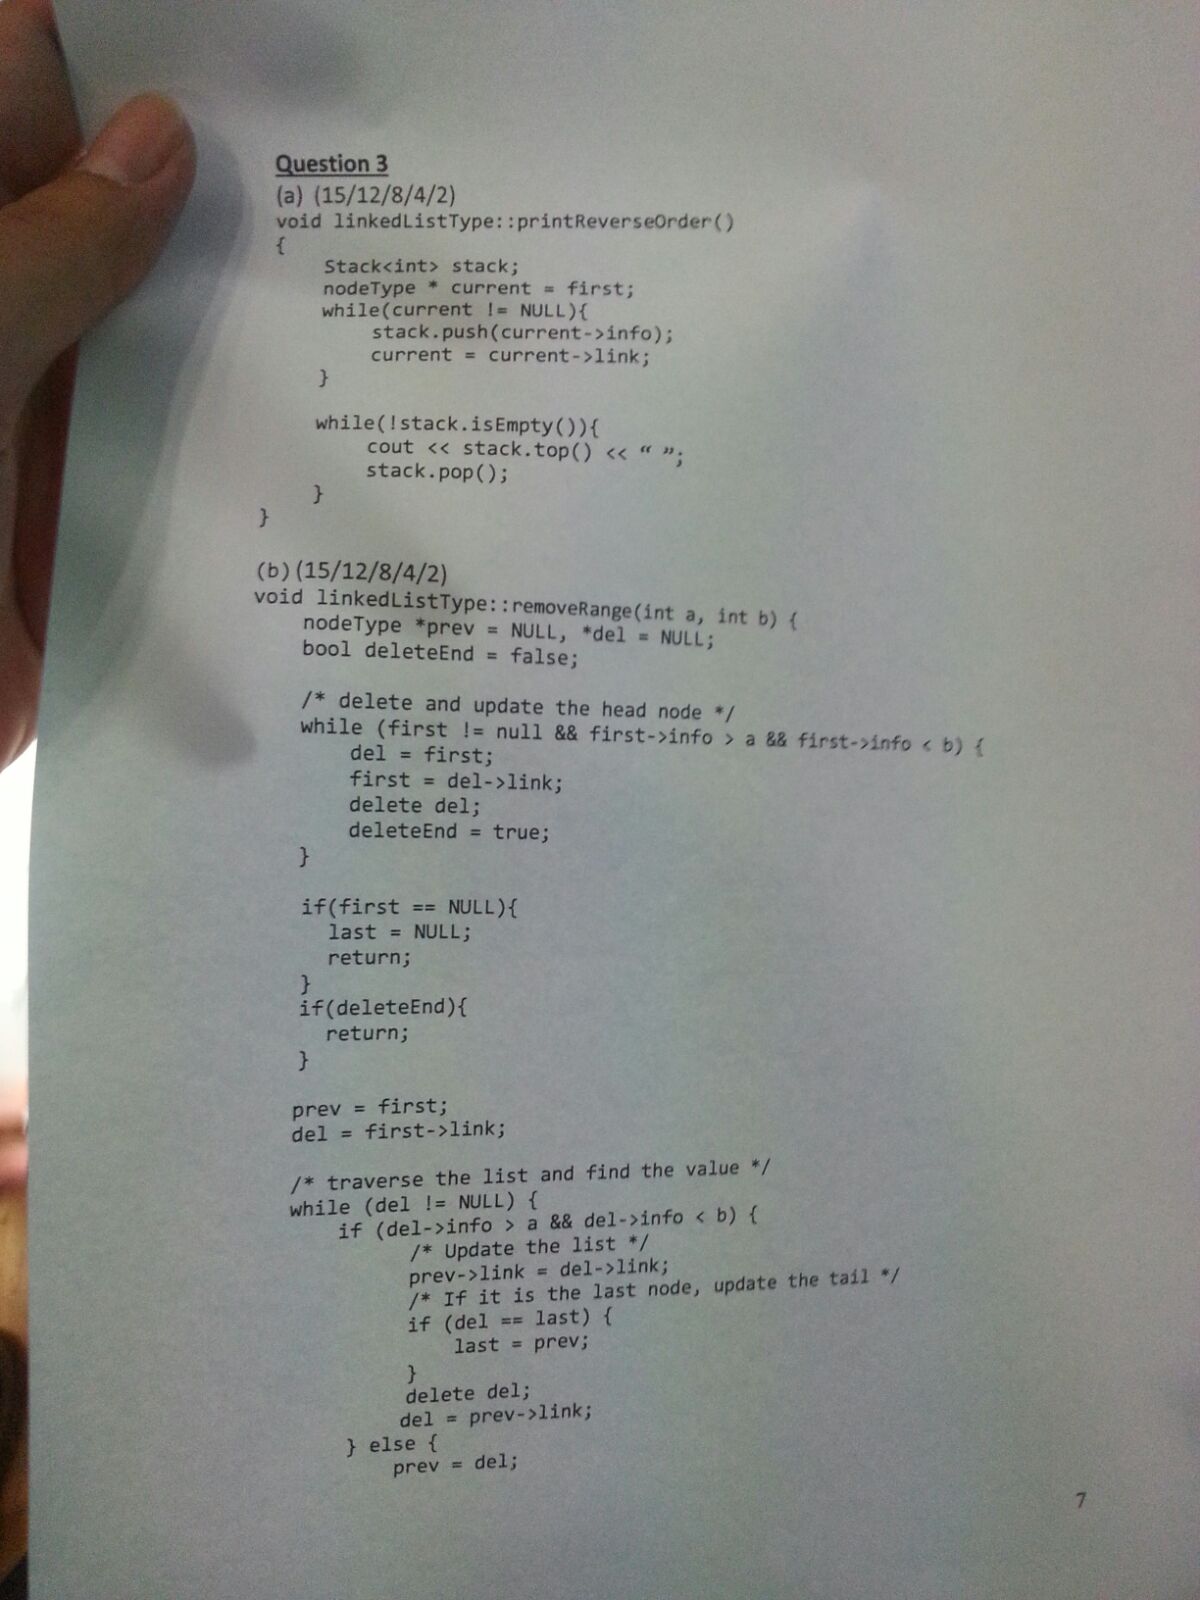 Question 3
(a) (15/12/8/4/2)
void linkedListType::printReverseOrder()
{
Stack<int> stack;
nodeType * current = first;
while(current != NULL){
stack.push(current->info);
current = current->link;
}
while(!stack.isEmpty()){
cout << stack.top() << “ ”;
stack.pop();
}
}
(b) (15/12/8/4/2)
void linkedListType::removeRange(int a, int b) {
nodeType *prev = NULL, *del = NULL;
bool deleteEnd = false;
/* delete and update the head node */
while (first != null && first->info > a && first->info < b) {
del = first;
first = del->link;
delete del;
deleteEnd = true;
}
if(first == NULL){
last = NULL;
return;
}
if(deleteEnd){
return;
}
prev = first;
del = first->link;
/* traverse the list and find the value */
while (del != NULL) {
if (del->info > a && del->info < b) {
/* Update the list */
prev->link = del->link;
/* If it is the last node, update the tail */
if (del == last) {
last = prev;
}
delete del;
del = prev->link;
} else {
prev = del;
7